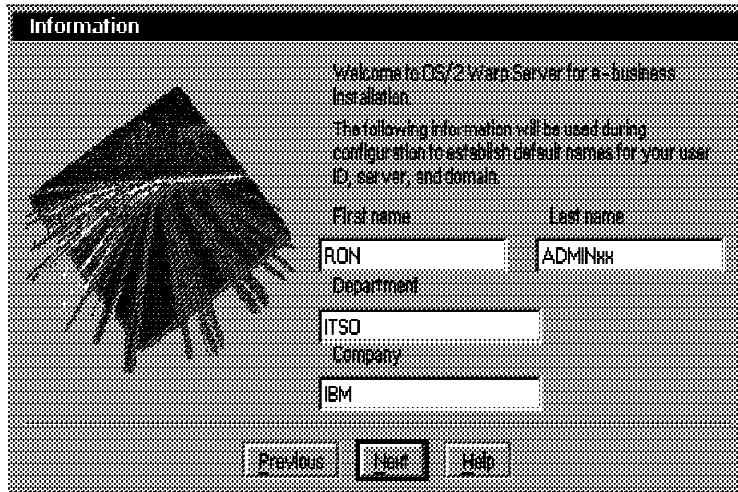 Information
Welcome to OS/2 Warp Server for e-business
Installation.
The following information will be used during
configuration to establish default names for your user
ID, server, and domain.
First name Last name
RON ADMINxx
Department
ITSO
Company
IBM
Previous Next Help